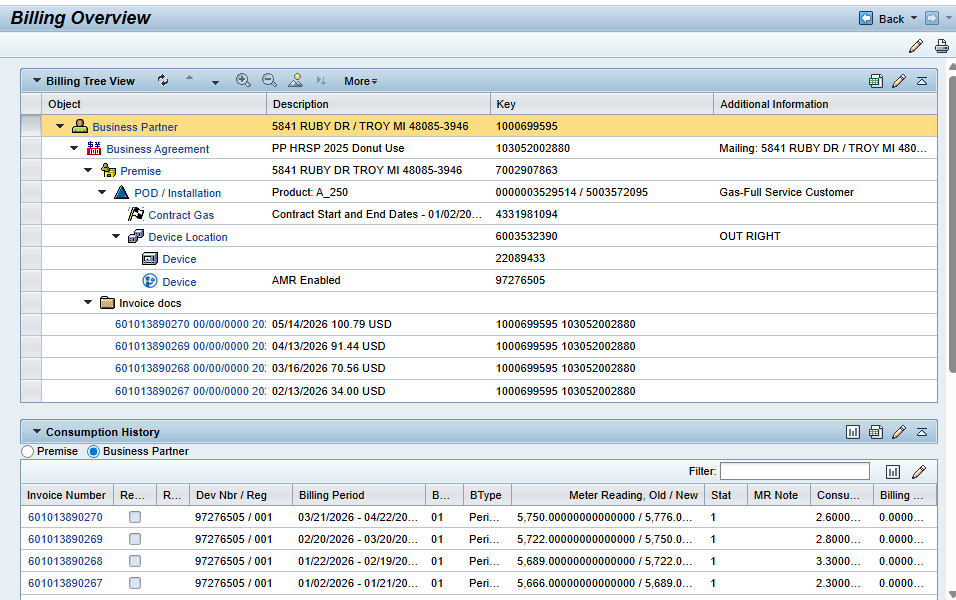 Billing Overview Back
Billing Tree View More
Object Description Key Additional Information
Business Partner 5841 RUBY DR / TROY MI 48085-3946 1000699595
Business Agreement PP HRSP 2025 Donut Use 103052002880 Mailing: 5841 RUBY DR / TROY MI 480...
Premise 5841 RUBY DR TROY MI 48085-3946 7002907863
POD / Installation Product: A_250 0000003529514 / 5003572095 Gas-Full Service Customer
Contract Gas Contract Start and End Dates - 01/02/20... 4331981094
Device Location 6003532390 OUT RIGHT
Device 22089433
Device AMR Enabled 97276505
Invoice docs
601013890270 00/00/0000 202 05/14/2026 100.79 USD 1000699595 103052002880
601013890269 00/00/0000 202 04/13/2026 91.44 USD 1000699595 103052002880
601013890268 00/00/0000 202 03/16/2026 70.56 USD 1000699595 103052002880
601013890267 00/00/0000 202 02/13/2026 34.00 USD 1000699595 103052002880
Consumption History
Premise Business Partner
Filter:
Invoice Number Re... R... Dev Nbr / Reg Billing Period B... BType Meter Reading, Old / New Stat MR Note Consu... Billing ...
601013890270 97276505 / 001 03/21/2026 - 04/22/20... 01 Peri... 5,750.00000000000000 / 5,776.0... 1 2.6000... 0.0000...
601013890269 97276505 / 001 02/20/2026 - 03/20/20... 01 Peri... 5,722.00000000000000 / 5,750.0... 1 2.8000... 0.0000...
601013890268 97276505 / 001 01/22/2026 - 02/19/20... 01 Peri... 5,689.00000000000000 / 5,722.0... 1 3.3000... 0.0000...
601013890267 97276505 / 001 01/02/2026 - 01/21/20... 01 Peri... 5,666.00000000000000 / 5,689.0... 1 2.3000... 0.0000...